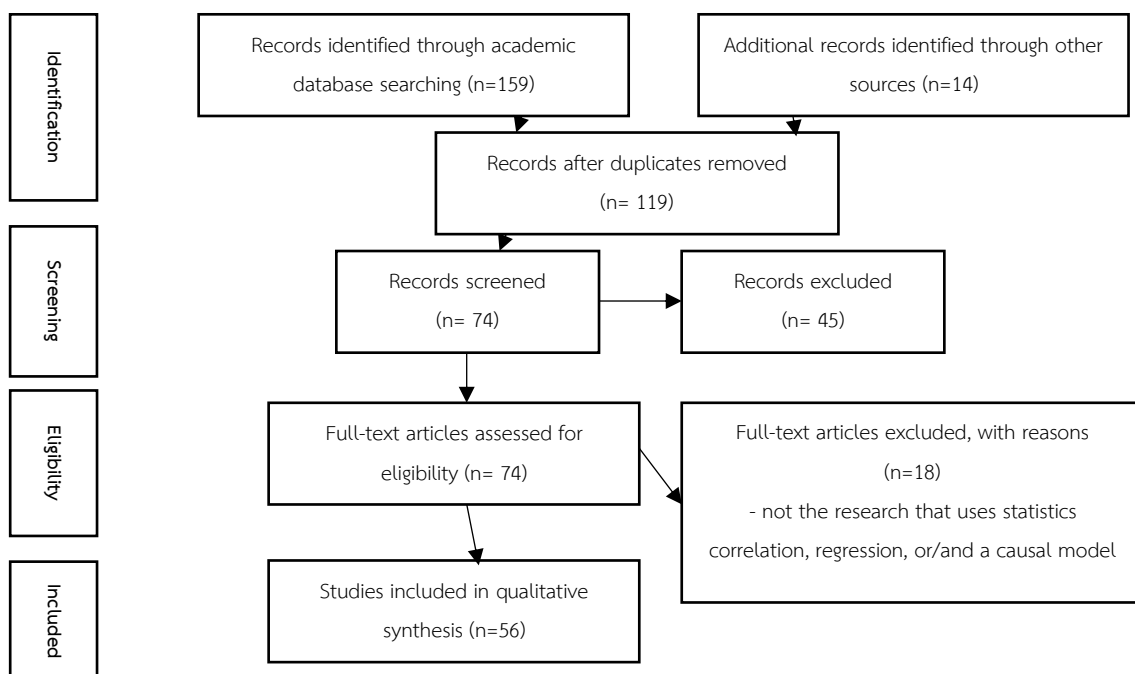 Identification
Records identified through academic
database searching (n=159)
Additional records identified through other
sources (n=14)
Records after duplicates removed
(n= 119)
Screening
Records screened
(n= 74)
Records excluded
(n= 45)
Eligibility
Full-text articles assessed for
eligibility (n= 74)
Full-text articles excluded, with reasons
(n=18)
- not the research that uses statistics
correlation, regression, or/and a causal model
Included
Studies included in qualitative
synthesis (n=56)